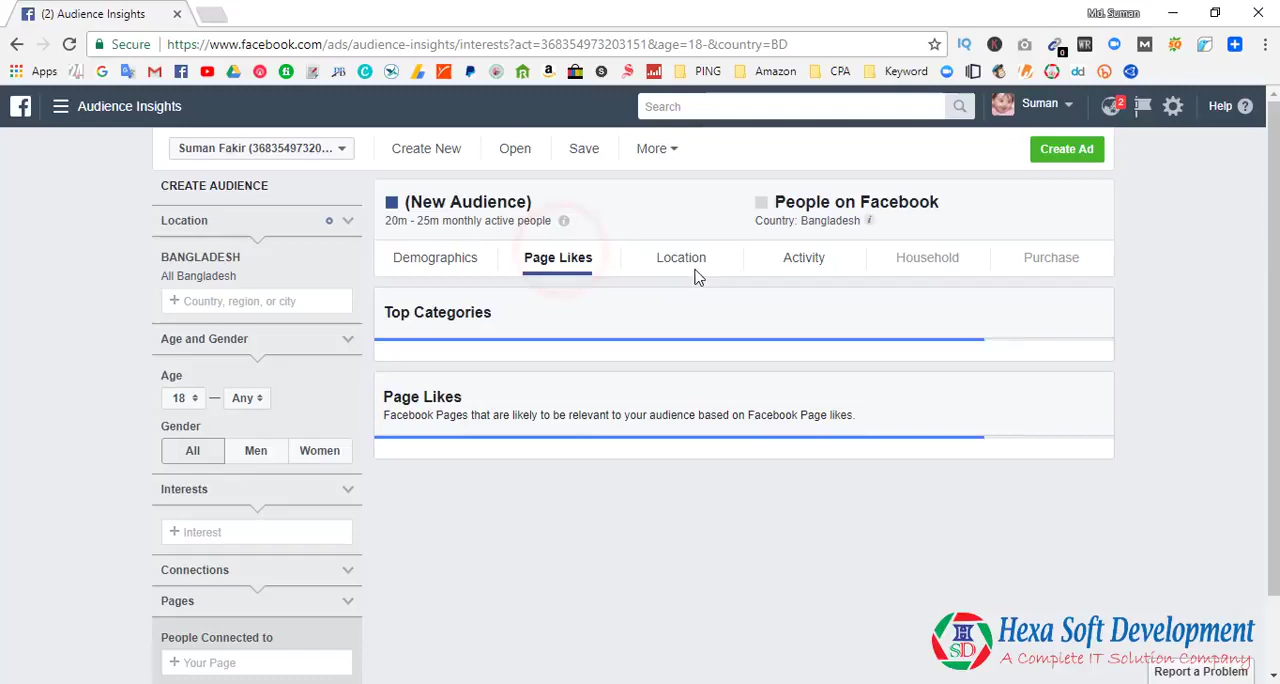 (2) Audience Insights
Md. Suman
Secure
https://www.facebook.com/ads/audience-insights/interests?act=368354973203151&age=18-&country=BD
Apps
PING
Amazon
CPA
Keyword
Audience Insights
Search
Suman
2
Help
Suman Fakir (36835497320...
Create New
Open
Save
More
Create Ad
CREATE AUDIENCE
Location
BANGLADESH
All Bangladesh
+ Country, region, or city
Age and Gender
Age
18 — Any
Gender
All
Men
Women
Interests
+ Interest
Connections
Pages
People Connected to
+ Your Page
(New Audience)
20m - 25m monthly active people
People on Facebook
Country: Bangladesh
Demographics
Page Likes
Location
Activity
Household
Purchase
Top Categories
Page Likes
Facebook Pages that are likely to be relevant to your audience based on Facebook Page likes.
HSD
Hexa Soft Development
A Complete IT Solution Company
Report a Problem